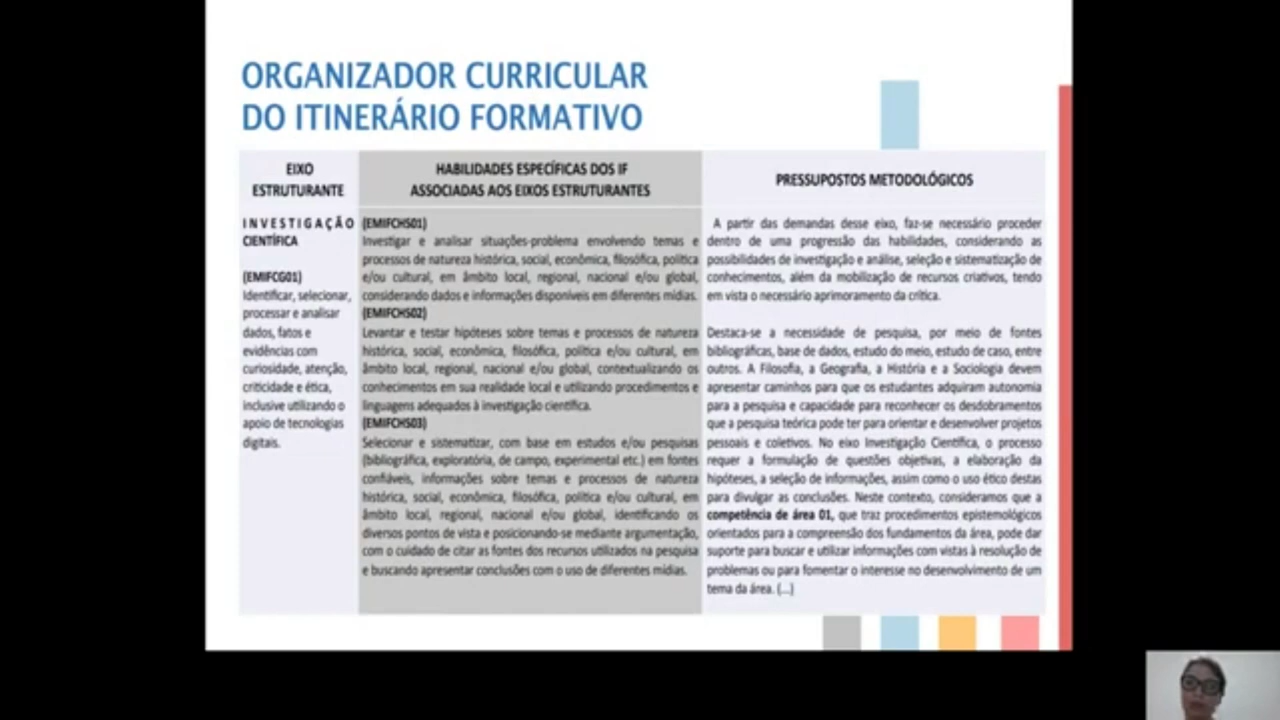 ORGANIZADOR CURRICULAR
DO ITINERÁRIO FORMATIVO
EIXO
ESTRUTURANTE
HABILIDADES ESPECÍFICAS DOS IF
ASSOCIADAS AOS EIXOS ESTRUTURANTES
PRESSUPOSTOS METODOLÓGICOS
INVESTIGAÇÃO
CIENTÍFICA
(EMIFCG01)
Identificar, selecionar,
processar e analisar
dados, fatos e
evidências com
curiosidade, atenção,
criticidade e ética,
inclusive utilizando o
apoio de tecnologias
digitais.
(EMIFCHS01)
Investigar e analisar situações-problema envolvendo temas e
processos de natureza histórica, social, econômica, filosófica, política
e/ou cultural, em âmbito local, regional, nacional e/ou global,
considerando dados e informações disponíveis em diferentes mídias.
(EMIFCHS02)
Levantar e testar hipóteses sobre temas e processos de natureza
histórica, social, econômica, filosófica, política e/ou cultural, em
âmbito local, regional, nacional e/ou global, contextualizando os
conhecimentos em sua realidade local e utilizando procedimentos e
linguagens adequados à investigação científica.
(EMIFCHS03)
Selecionar e sistematizar, com base em estudos e/ou pesquisas
(bibliográfica, exploratória, de campo, experimental etc.) em fontes
confiáveis, informações sobre temas e processos de natureza
histórica, social, econômica, filosófica, política e/ou cultural, em
âmbito local, regional, nacional e/ou global, identificando os
diversos pontos de vista e posicionando-se mediante argumentação,
com o cuidado de citar as fontes dos recursos utilizados na pesquisa
e buscando apresentar conclusões com o uso de diferentes mídias.
A partir das demandas desse eixo, faz-se necessário proceder
dentro de uma progressão das habilidades, considerando as
possibilidades de investigação e análise, seleção e sistematização de
conhecimentos, além da mobilização de recursos criativos, tendo
em vista o necessário aprimoramento da crítica.
Destaca-se a necessidade de pesquisa, por meio de fontes
bibliográficas, base de dados, estudo do meio, estudo de caso, entre
outros. A Filosofia, a Geografia, a História e a Sociologia devem
apresentar caminhos para que os estudantes adquiram autonomia
para a pesquisa e capacidade para reconhecer os desdobramentos
que a pesquisa teórica pode ter para orientar e desenvolver projetos
pessoais e coletivos. No eixo Investigação Científica, o processo
requer a formulação de questões objetivas, a elaboração da
hipóteses, a seleção de informações, assim como o uso ético destas
para divulgar as conclusões. Neste contexto, consideramos que a
competência de área 01, que traz procedimentos epistemológicos
orientados para a compreensão dos fundamentos da área, pode dar
suporte para buscar e utilizar informações com vistas à resolução de
problemas ou para fomentar o interesse no desenvolvimento de um
tema da área. (...)